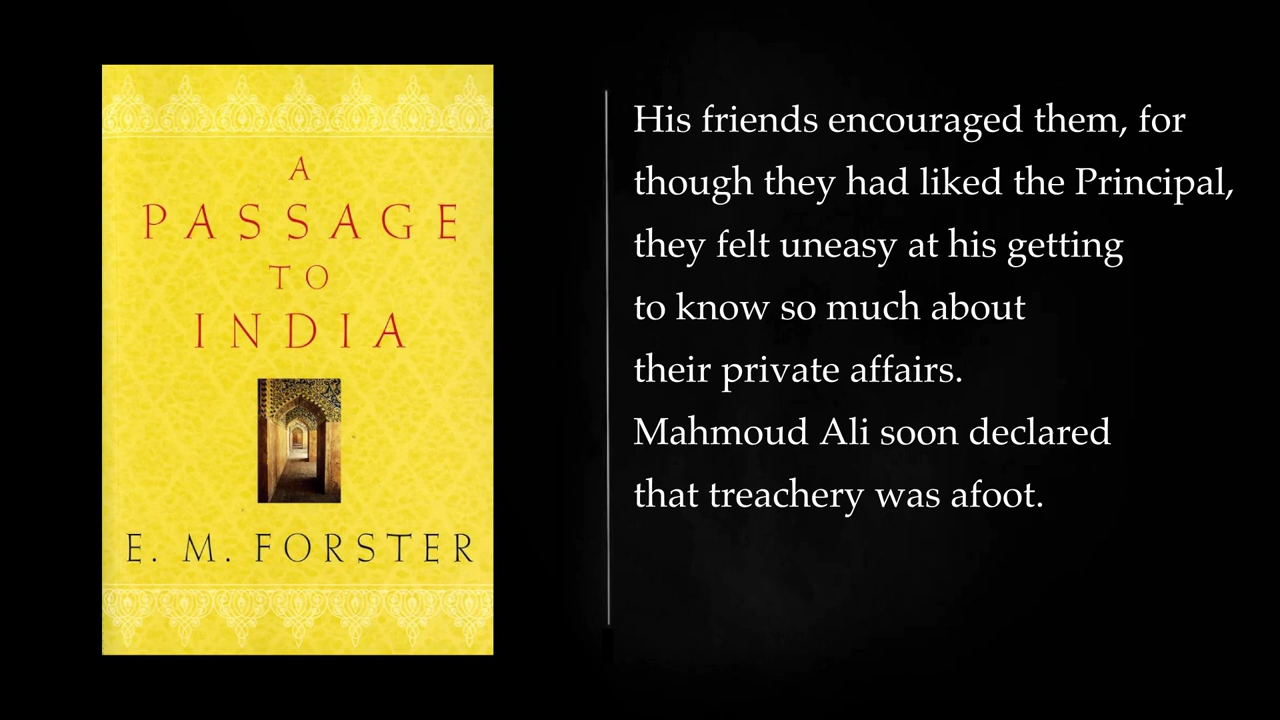 A
PASSAGE
TO
INDIA
E. M. FORSTER
His friends encouraged them, for
though they had liked the Principal,
they felt uneasy at his getting
to know so much about
their private affairs.
Mahmoud Ali soon declared
that treachery was afoot.